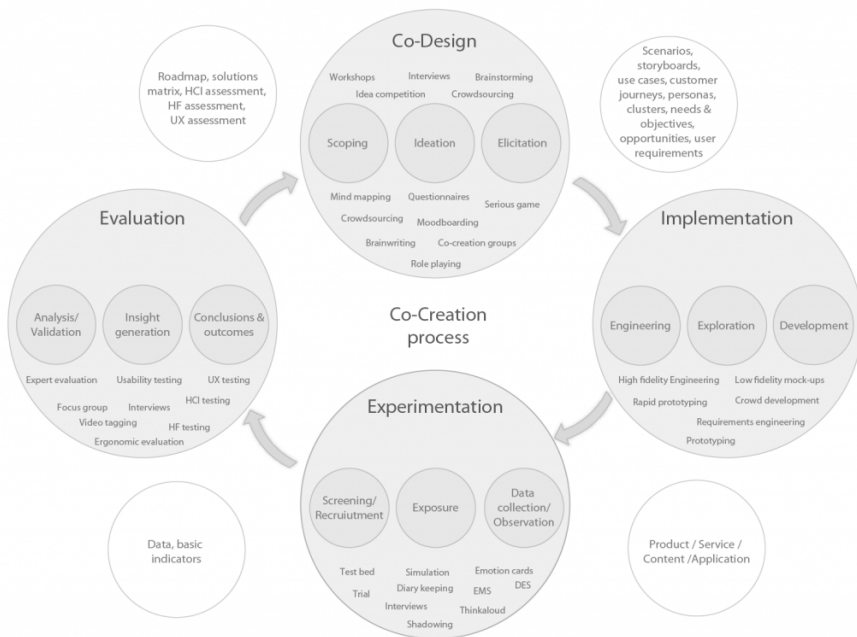 Co-Design
Workshops
Interviews
Brainstorming
Idea competition
Crowdsourcing
Scoping
Ideation
Elicitation
Mind mapping
Questionnaires
Serious game
Crowdsourcing
Moodboarding
Brainwriting
Co-creation groups
Role playing
Scenarios,
storyboards,
use cases, customer
journeys, personas,
clusters, needs &
objectives,
opportunities, user
requirements
Implementation
Engineering
Exploration
Development
High fidelity Engineering
Low fidelity mock-ups
Rapid prototyping
Crowd development
Requirements engineering
Prototyping
Product / Service /
Content /Application
Experimentation
Screening/
Recruiutment
Exposure
Data
collection/
Observation
Test bed
Simulation
Emotion cards
Trial
Diary keeping
EMS
DES
Interviews
Thinkaloud
Shadowing
Data, basic
indicators
Evaluation
Analysis/
Validation
Insight
generation
Conclusions &
outcomes
Expert evaluation
Usability testing
UX testing
Focus group
Interviews
HCI testing
Video tagging
HF testing
Ergonomic evaluation
Roadmap, solutions
matrix, HCI assessment,
HF assessment,
UX assessment
Co-Creation
process